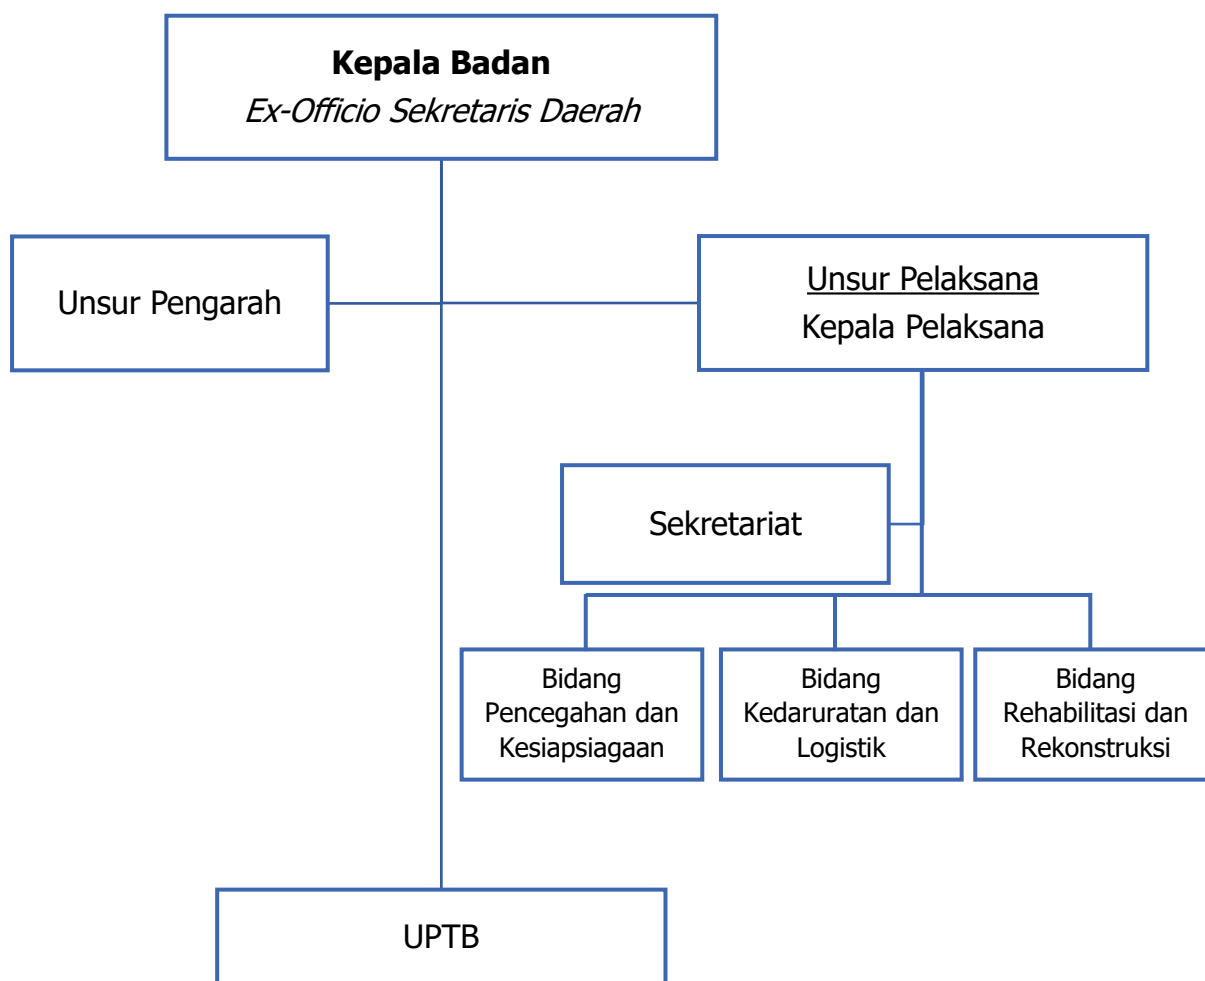 Kepala Badan
Ex-Officio Sekretaris Daerah
Unsur Pengarah
Unsur Pelaksana
Kepala Pelaksana
Sekretariat
Bidang
Pencegahan dan
Kesiapsiagaan
Bidang
Kedaruratan dan
Logistik
Bidang
Rehabilitasi dan
Rekonstruksi
UPTB